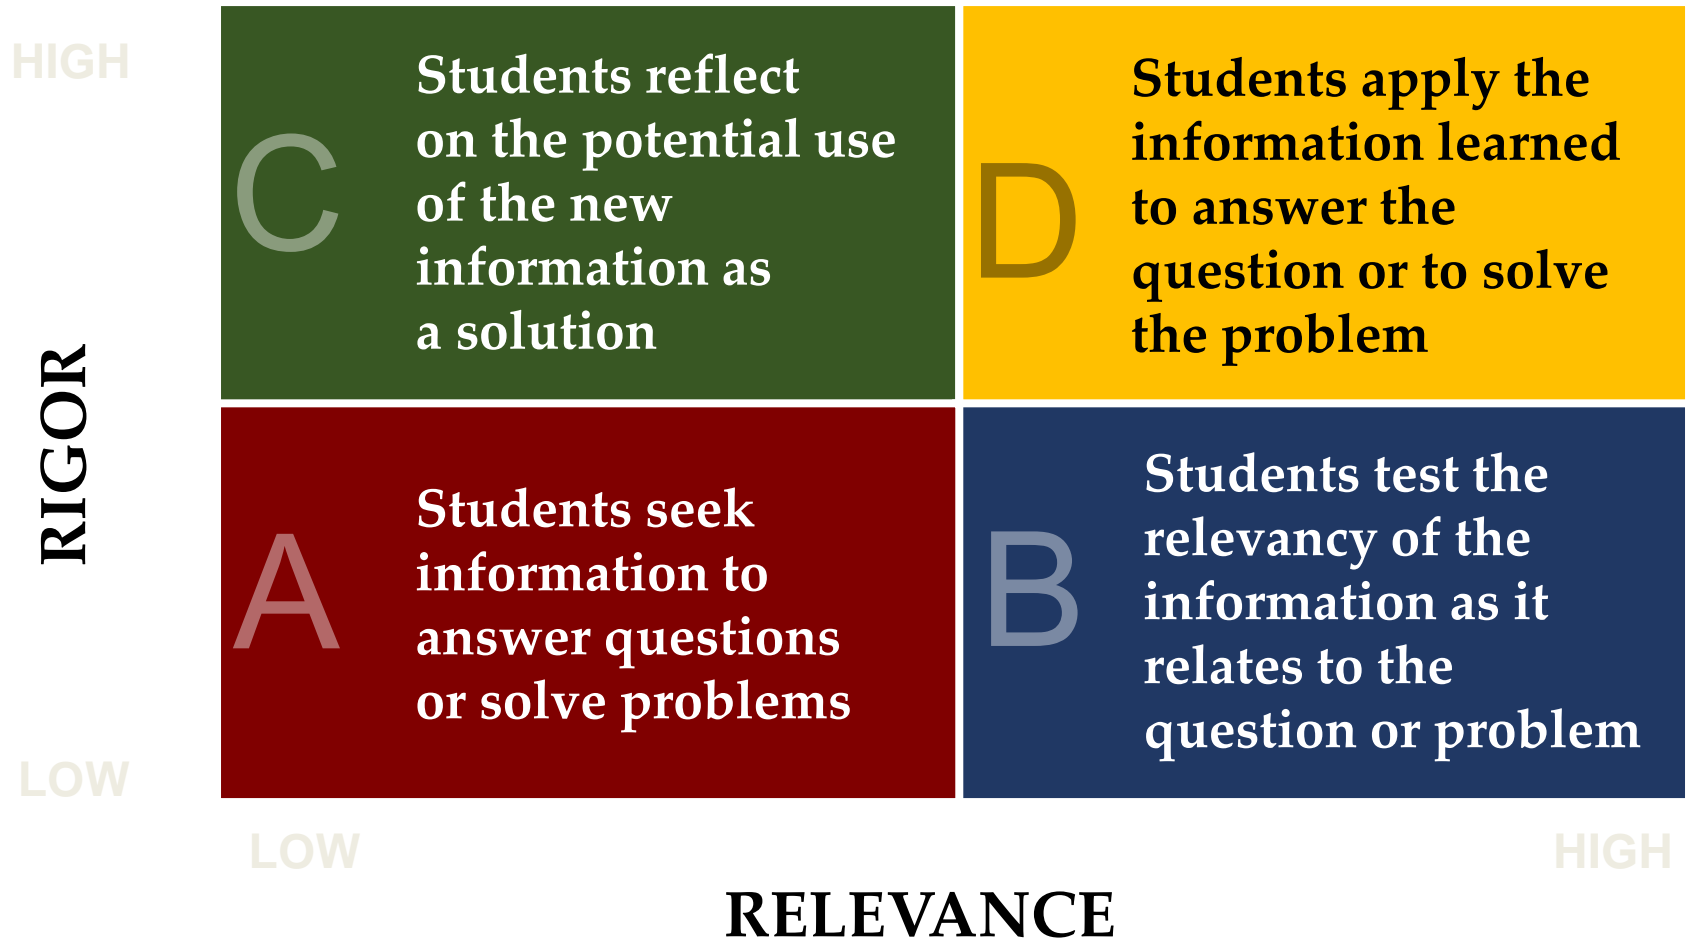 HIGH
C
Students reflect
on the potential use
of the new
information as
a solution
D
Students apply the
information learned
to answer the
question or to solve
the problem
RIGOR
A
Students seek
information to
answer questions
or solve problems
B
Students test the
relevancy of the
information as it
relates to the
question or problem
LOW
LOW
HIGH
RELEVANCE